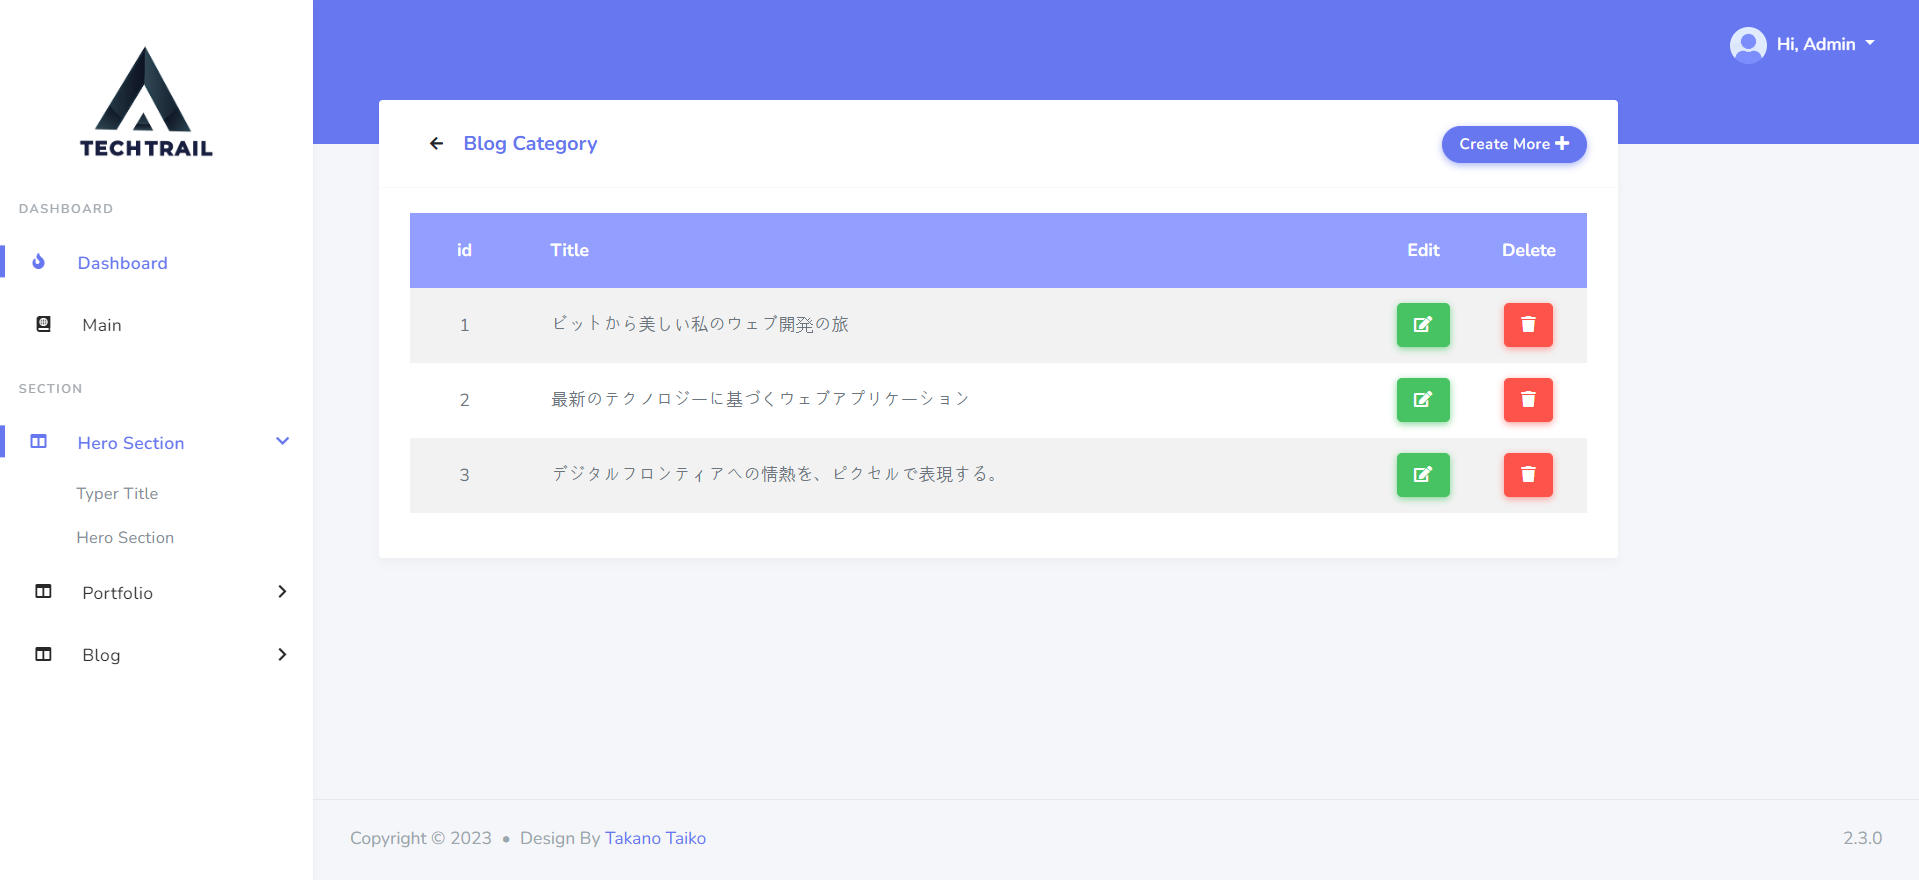 TECHTRAIL
DASHBOARD
Dashboard
Main
SECTION
Hero Section
Typer Title
Hero Section
Portfolio
Blog
Hi, Admin
Blog Category
Create More
id Title Edit Delete
1 ビットから美しい私のウェブ開発の旅
2 最新のテクノロジーに基づくウェブアプリケーション
3 デジタルフロンティアへの情熱を、ピクセルで表現する。
Copyright © 2023 • Design By Takano Taiko
2.3.0